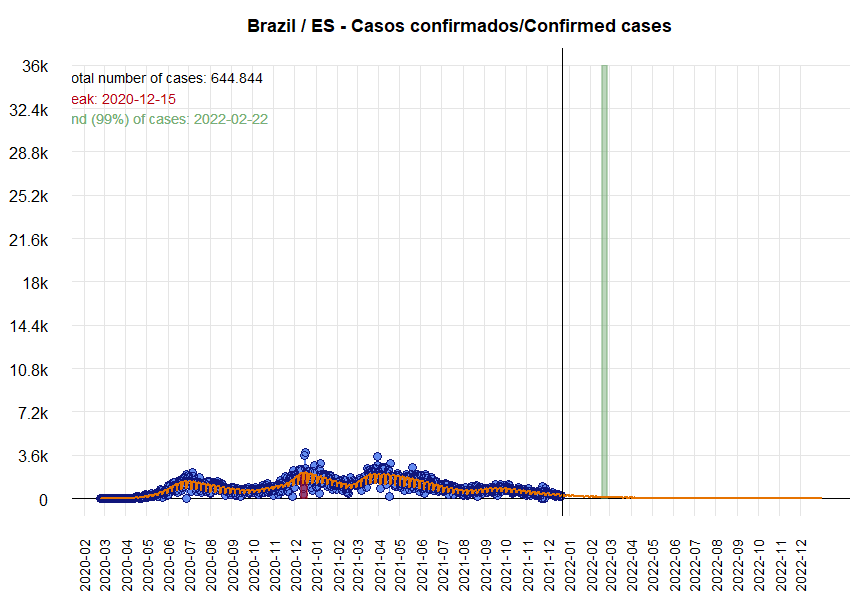 Brazil / ES - Casos confirmados/Confirmed cases
otal number of cases: 644.844
eak: 2020-12-15
nd (99%) of cases: 2022-02-22
36k
32.4k
28.8k
25.2k
21.6k
18k
14.4k
10.8k
7.2k
3.6k
0
2020-02
2020-03
2020-04
2020-05
2020-06
2020-07
2020-08
2020-09
2020-10
2020-11
2020-12
2021-01
2021-02
2021-03
2021-04
2021-05
2021-06
2021-07
2021-08
2021-09
2021-10
2021-11
2021-12
2022-01
2022-02
2022-03
2022-04
2022-05
2022-06
2022-07
2022-08
2022-09
2022-10
2022-11
2022-12